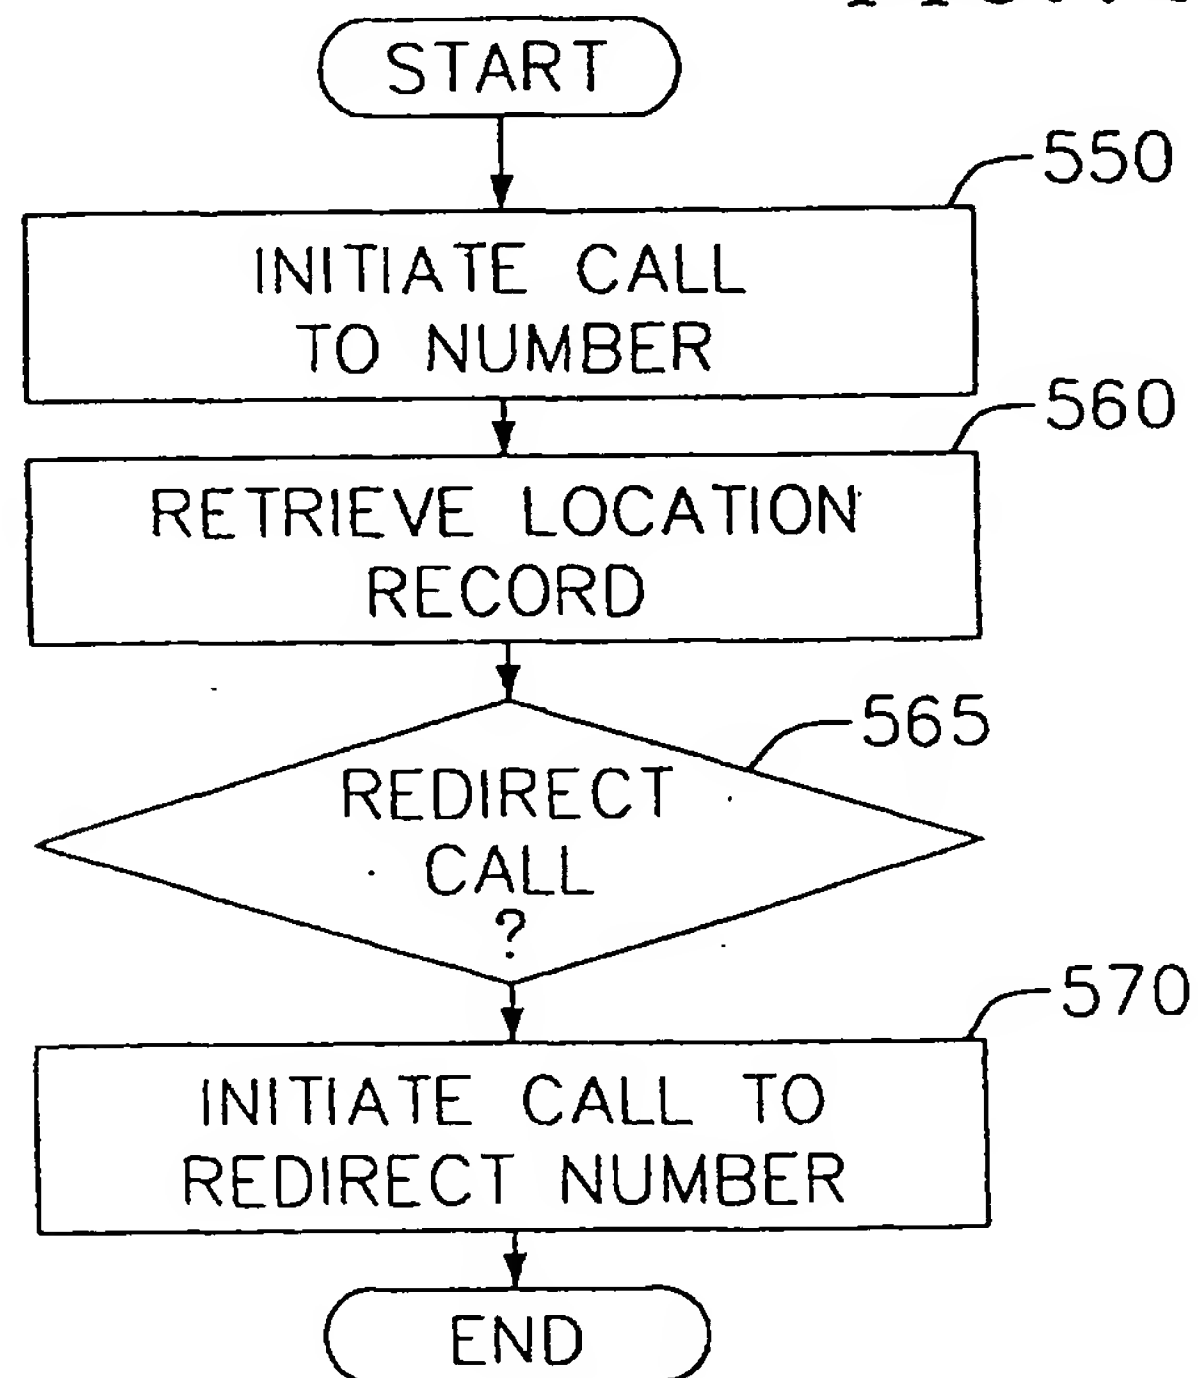 START
550
INITIATE CALL
TO NUMBER
560
RETRIEVE LOCATION
RECORD
565
REDIRECT
CALL
?
570
INITIATE CALL TO
REDIRECT NUMBER
END